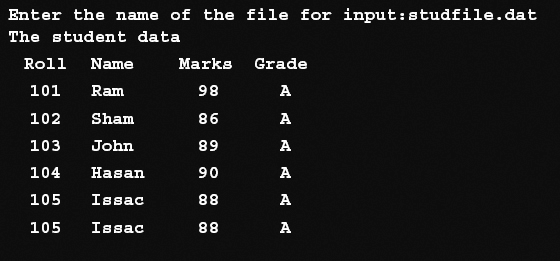 Enter the name of the file for input:studfile.dat
The student data
Roll Name Marks Grade
101 Ram 98 A
102 Sham 86 A
103 John 89 A
104 Hasan 90 A
105 Issac 88 A
105 Issac 88 A